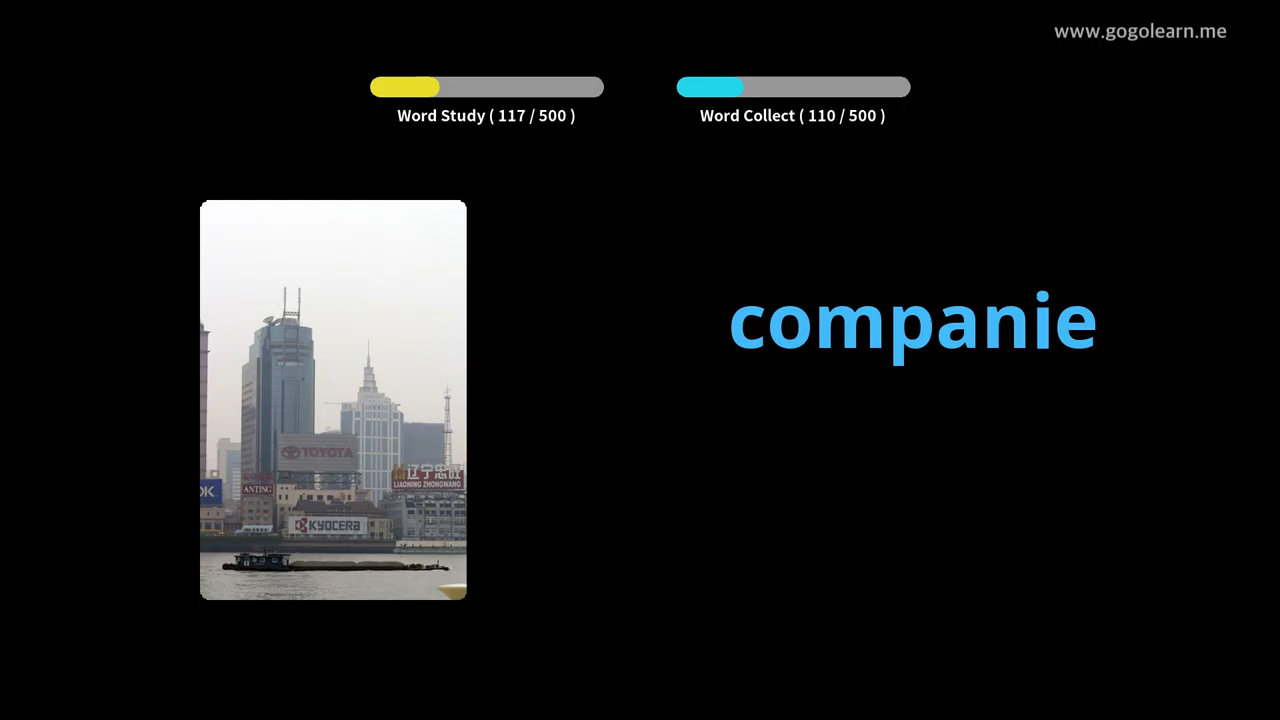 www.gogolearn.me
Word Study ( 117 / 500 )
Word Collect ( 110 / 500 )
companie
TOYOTA
辽宁忠旺
LIAONING ZHONGWANG
OK
ANTING
KYOCERA